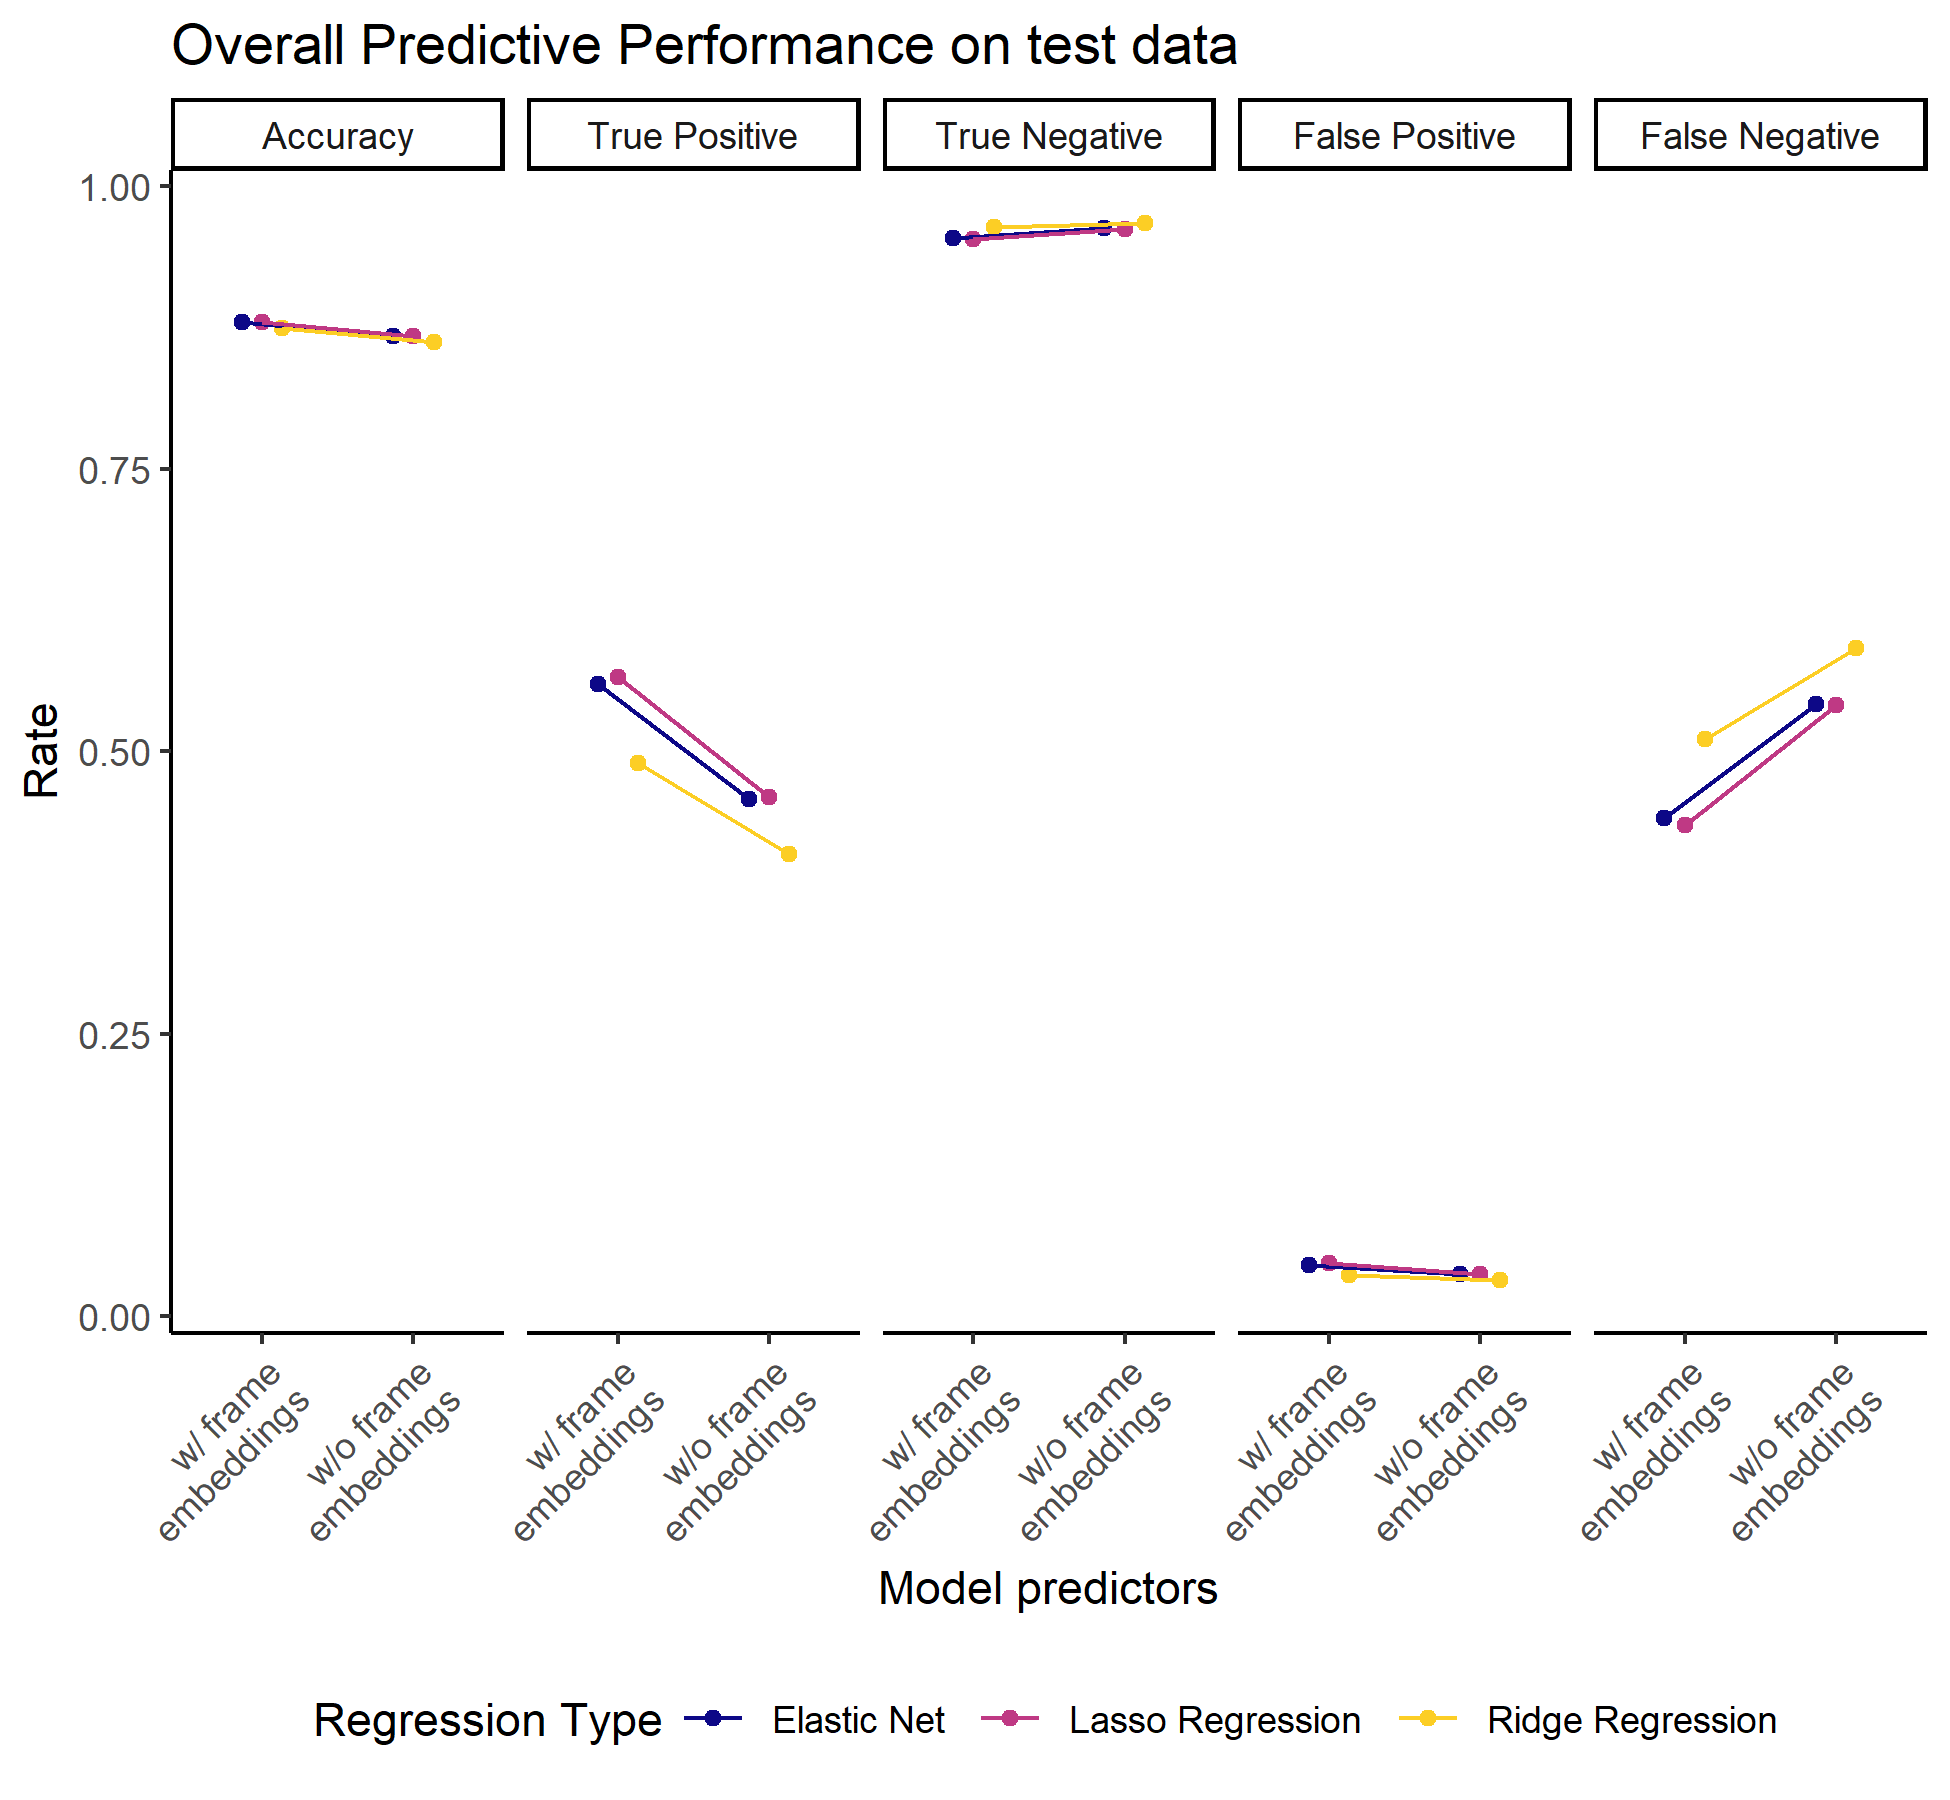 Overall Predictive Performance on test data
Accuracy
True Positive
True Negative
False Positive
False Negative
1.00
0.75
0.50
0.25
0.00
Rate
w/ frame
embeddings
w/o frame
embeddings
w/ frame
embeddings
w/o frame
embeddings
w/ frame
embeddings
w/o frame
embeddings
w/ frame
embeddings
w/o frame
embeddings
w/ frame
embeddings
w/o frame
embeddings
Model predictors
Regression Type
Elastic Net
Lasso Regression
Ridge Regression